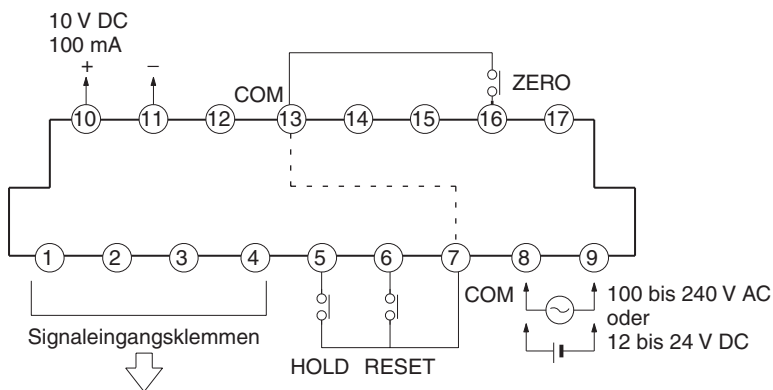 10 V DC
100 mA
+ −
COM
ZERO
10 11 12 13 14 15 16 17
1 2 3 4 5 6 7 8 9
Signaleingangsklemmen
HOLD RESET
COM
100 bis 240 V AC
oder
12 bis 24 V DC